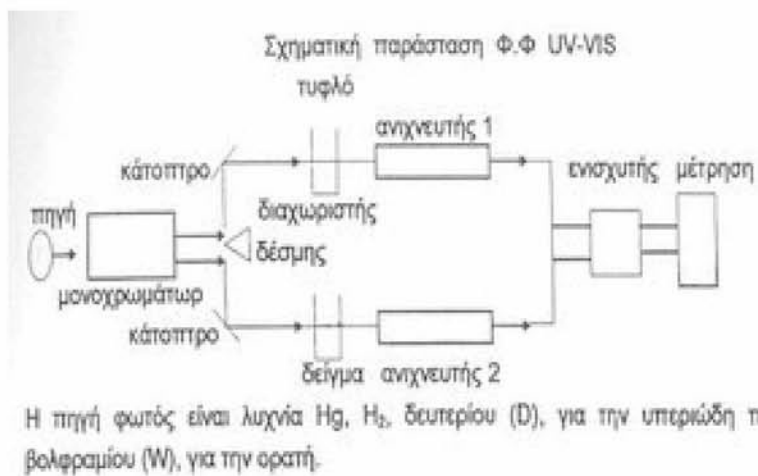 Σχηματική παράσταση Φ.Φ UV-VIS
τυφλό
ανιχνευτής 1
κάτοπτρο
ενισχυτής μέτρηση
πηγή
διαχωριστής
δέσμης
μονοχρωμάτωρ
κάτοπτρο
δείγμα ανιχνευτής 2
Η πηγή φωτός είναι λυχνία Hg, H₂, δευτερίου (D), για την υπεριώδη π
βολφραμίου (W), για την ορατή.